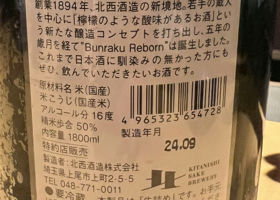 創業1894年、北西酒造の新境地。若手の蔵人
を中心に「檸檬のような酸味があるお酒」とい
う新たな醸造コンセプトを打ち出し、五年の
歳月を経て"Bunraku Reborn"は誕生しました。
これまで日本酒に馴染みの無かった方にも
ぜひ、飲んでいただきたいお酒です。
原材料名 米(国産)
米こうじ(国産米)
アルコール分 16度
精米歩合 50%
内容量 1800ml
4965323654728
製造年月
24.09
特約店販売
製造者:北西酒造株式会社
埼玉県上尾市上町2-5-5
TEL 048-771-0011
KITANISHI
SAKE
BREWERY
要冷蔵